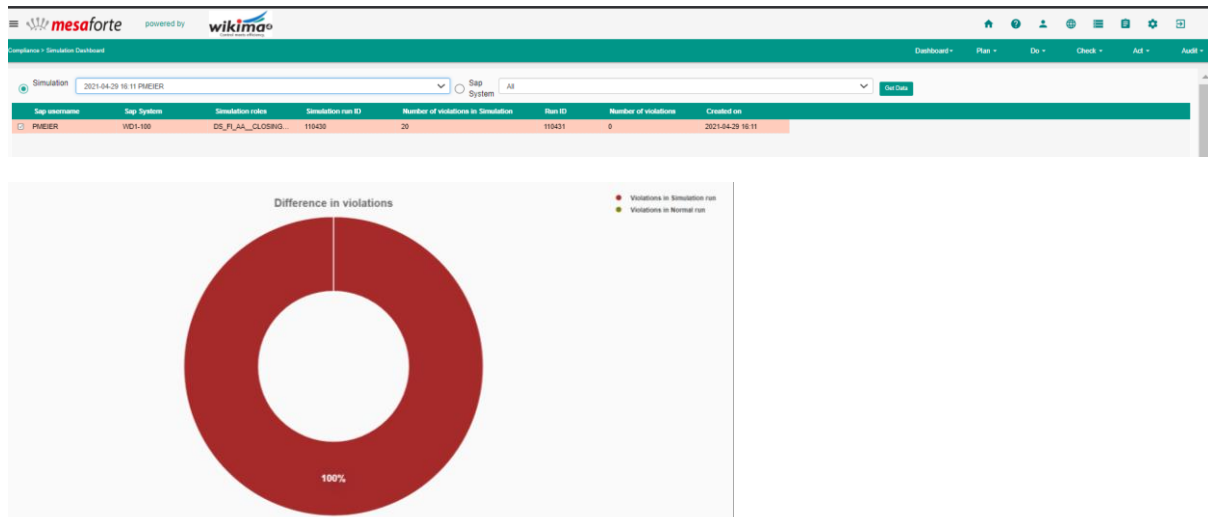 mesaforte powered by wikima4
Compliance > Simulation Dashboard Dashboard Plan Do Check Act Audit
Simulation 2021-04-29 16:11 PMEIER Sap System All Get Data
Sap username Sap System Simulation roles Simulation run ID Number of violations in Simulation Run ID Number of violations Created on
PMEIER WD1-100 DS_FI_AA__CLOSING... 110430 20 110431 0 2021-04-29 16:11
Difference in violations
Violations in Simulation run
Violations in Normal run
100%